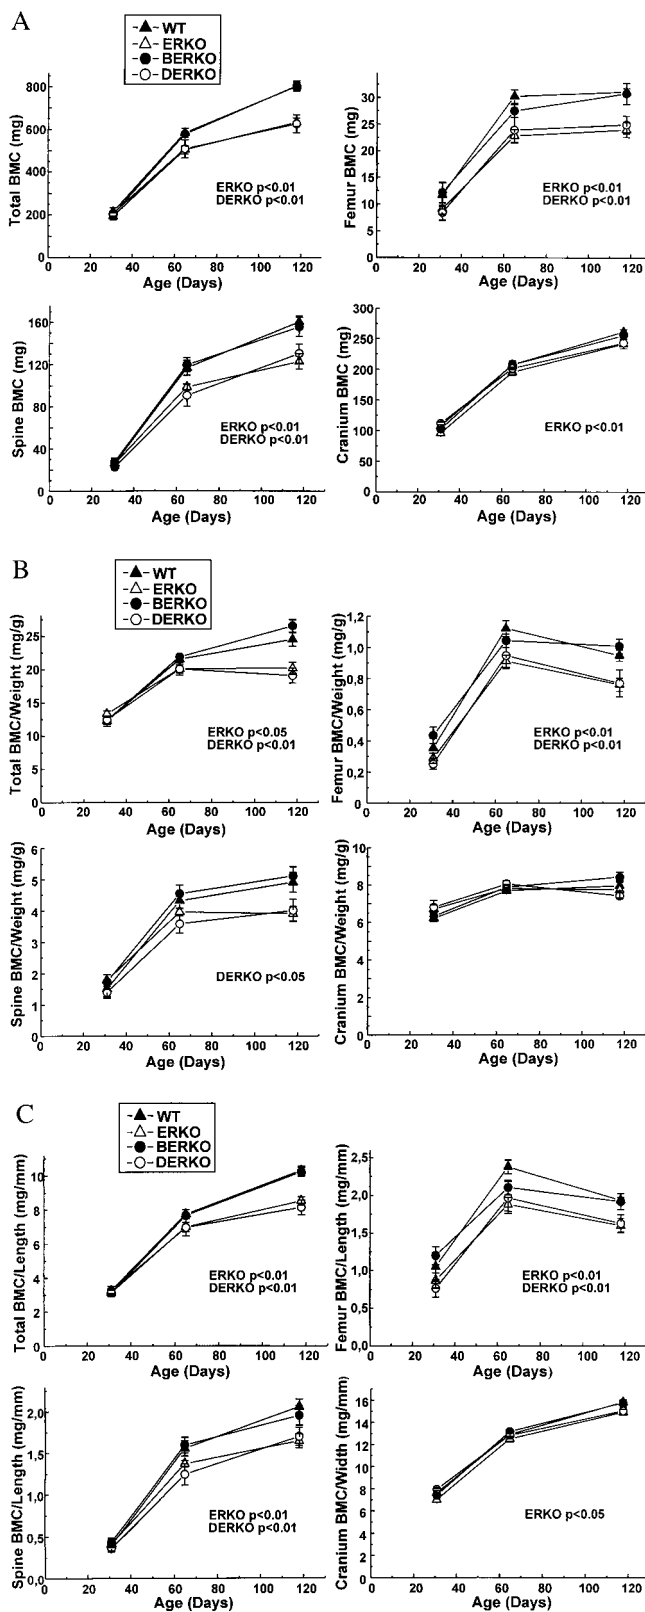 A
WT
ERKO
BERKO
DERKO
Total BMC (mg)
800
600
400
200
0
ERKO p<0.01
DERKO p<0.01
0 20 40 60 80 100 120
Age (Days)
Femur BMC (mg)
30
25
20
15
10
5
0
ERKO p<0.01
DERKO p<0.01
0 20 40 60 80 100 120
Age (Days)
Spine BMC (mg)
160
120
80
40
0
ERKO p<0.01
DERKO p<0.01
0 20 40 60 80 100 120
Age (Days)
Cranium BMC (mg)
300
250
200
150
100
50
0
ERKO p<0.01
0 20 40 60 80 100 120
Age (Days)
B
WT
ERKO
BERKO
DERKO
Total BMC/Weight (mg/g)
25
20
15
10
5
0
ERKO p<0.05
DERKO p<0.01
0 20 40 60 80 100 120
Age (Days)
Femur BMC/Weight (mg/g)
1,2
1,0
0,8
0,6
0,4
0,2
0
ERKO p<0.01
DERKO p<0.01
0 20 40 60 80 100 120
Age (Days)
Spine BMC/Weight (mg/g)
6
5
4
3
2
1
0
DERKO p<0.05
0 20 40 60 80 100 120
Age (Days)
Cranium BMC/Weight (mg/g)
10
8
6
4
2
0
0 20 40 60 80 100 120
Age (Days)
C
WT
ERKO
BERKO
DERKO
Total BMC/Length (mg/mm)
10
8
7
5
3
2
0
ERKO p<0.01
DERKO p<0.01
0 20 40 60 80 100 120
Age (Days)
Femur BMC/Length (mg/mm)
2,5
2,0
1,5
1,0
0,5
0,0
ERKO p<0.01
DERKO p<0.01
0 20 40 60 80 100 120
Age (Days)
Spine BMC/Length (mg/mm)
2,0
1,5
1,0
0,5
0,0
ERKO p<0.01
DERKO p<0.01
0 20 40 60 80 100 120
Age (Days)
Cranium BMC/Width (mg/mm)
16
14
12
10
8
6
4
2
0
ERKO p<0.05
0 20 40 60 80 100 120
Age (Days)